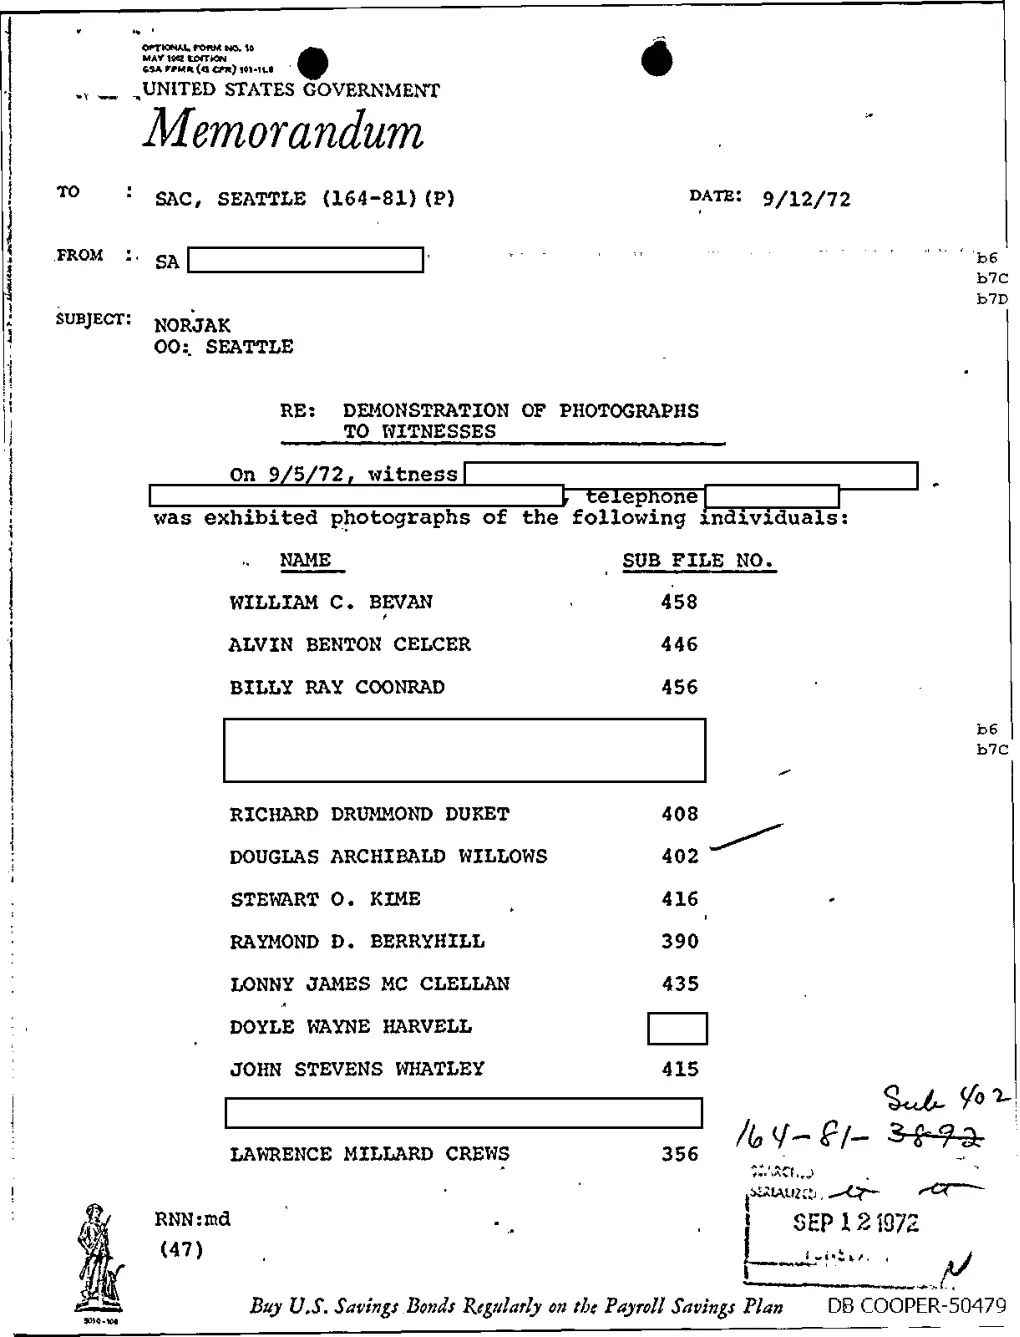 OPTIONAL FORM NO. 10
MAY 1962 EDITION
GSA FPMR (41 CFR) 101-11.6
UNITED STATES GOVERNMENT
Memorandum
TO : SAC, SEATTLE (164-81)(P) DATE: 9/12/72
FROM : SA b6
b7C
b7D
SUBJECT: NORJAK
OO: SEATTLE
RE: DEMONSTRATION OF PHOTOGRAPHS
TO WITNESSES
On 9/5/72, witness
, telephone
was exhibited photographs of the following individuals:
NAME SUB FILE NO.
WILLIAM C. BEVAN 458
ALVIN BENTON CELCER 446
BILLY RAY COONRAD 456
b6
b7C
RICHARD DRUMMOND DUKET 408
DOUGLAS ARCHIBALD WILLOWS 402
STEWART O. KIME 416
RAYMOND D. BERRYHILL 390
LONNY JAMES MC CLELLAN 435
DOYLE WAYNE HARVELL
JOHN STEVENS WHATLEY 415
Sub 402
164-81-3892
LAWRENCE MILLARD CREWS 356
SEARCHED
SERIALIZED
RNN:md
(47)
SEP 12 1972
5010-108
Buy U.S. Savings Bonds Regularly on the Payroll Savings Plan
DB COOPER-50479